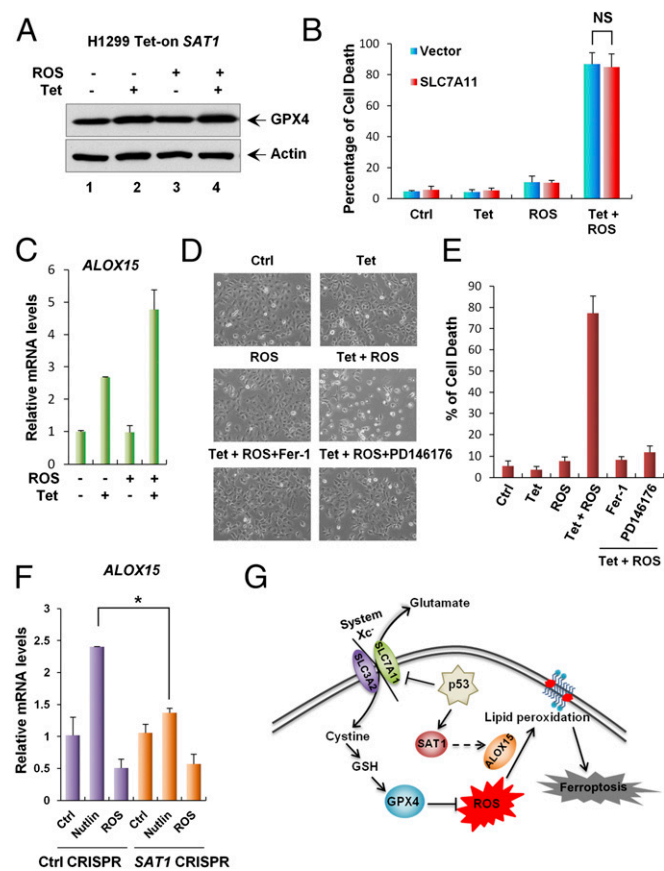 A
H1299 Tet-on SAT1
ROS - - + +
Tet - + - +
GPX4
Actin
1 2 3 4
B
NS
Vector
SLC7A11
Percentage of Cell Death
100
80
60
40
20
0
Ctrl Tet ROS Tet + ROS
C
ALOX15
Relative mRNA levels
6
5
4
3
2
1
0
ROS - - + +
Tet - + - +
D
Ctrl Tet
ROS Tet + ROS
Tet + ROS+Fer-1 Tet + ROS+PD146176
E
% of Cell Death
90
80
70
60
50
40
30
20
10
0
Ctrl Tet ROS Tet + ROS Fer-1 PD146176
Tet + ROS
F
ALOX15
*
Relative mRNA levels
3
2.5
2
1.5
1
0.5
0
Ctrl Nutlin ROS Ctrl Nutlin ROS
Ctrl CRISPR SAT1 CRISPR
G
Glutamate
System
Xc-
SLC3A2
SLC7A11
p53
Cystine
GSH
GPX4
SAT1
ALOX15
ROS
Lipid peroxidation
Ferroptosis